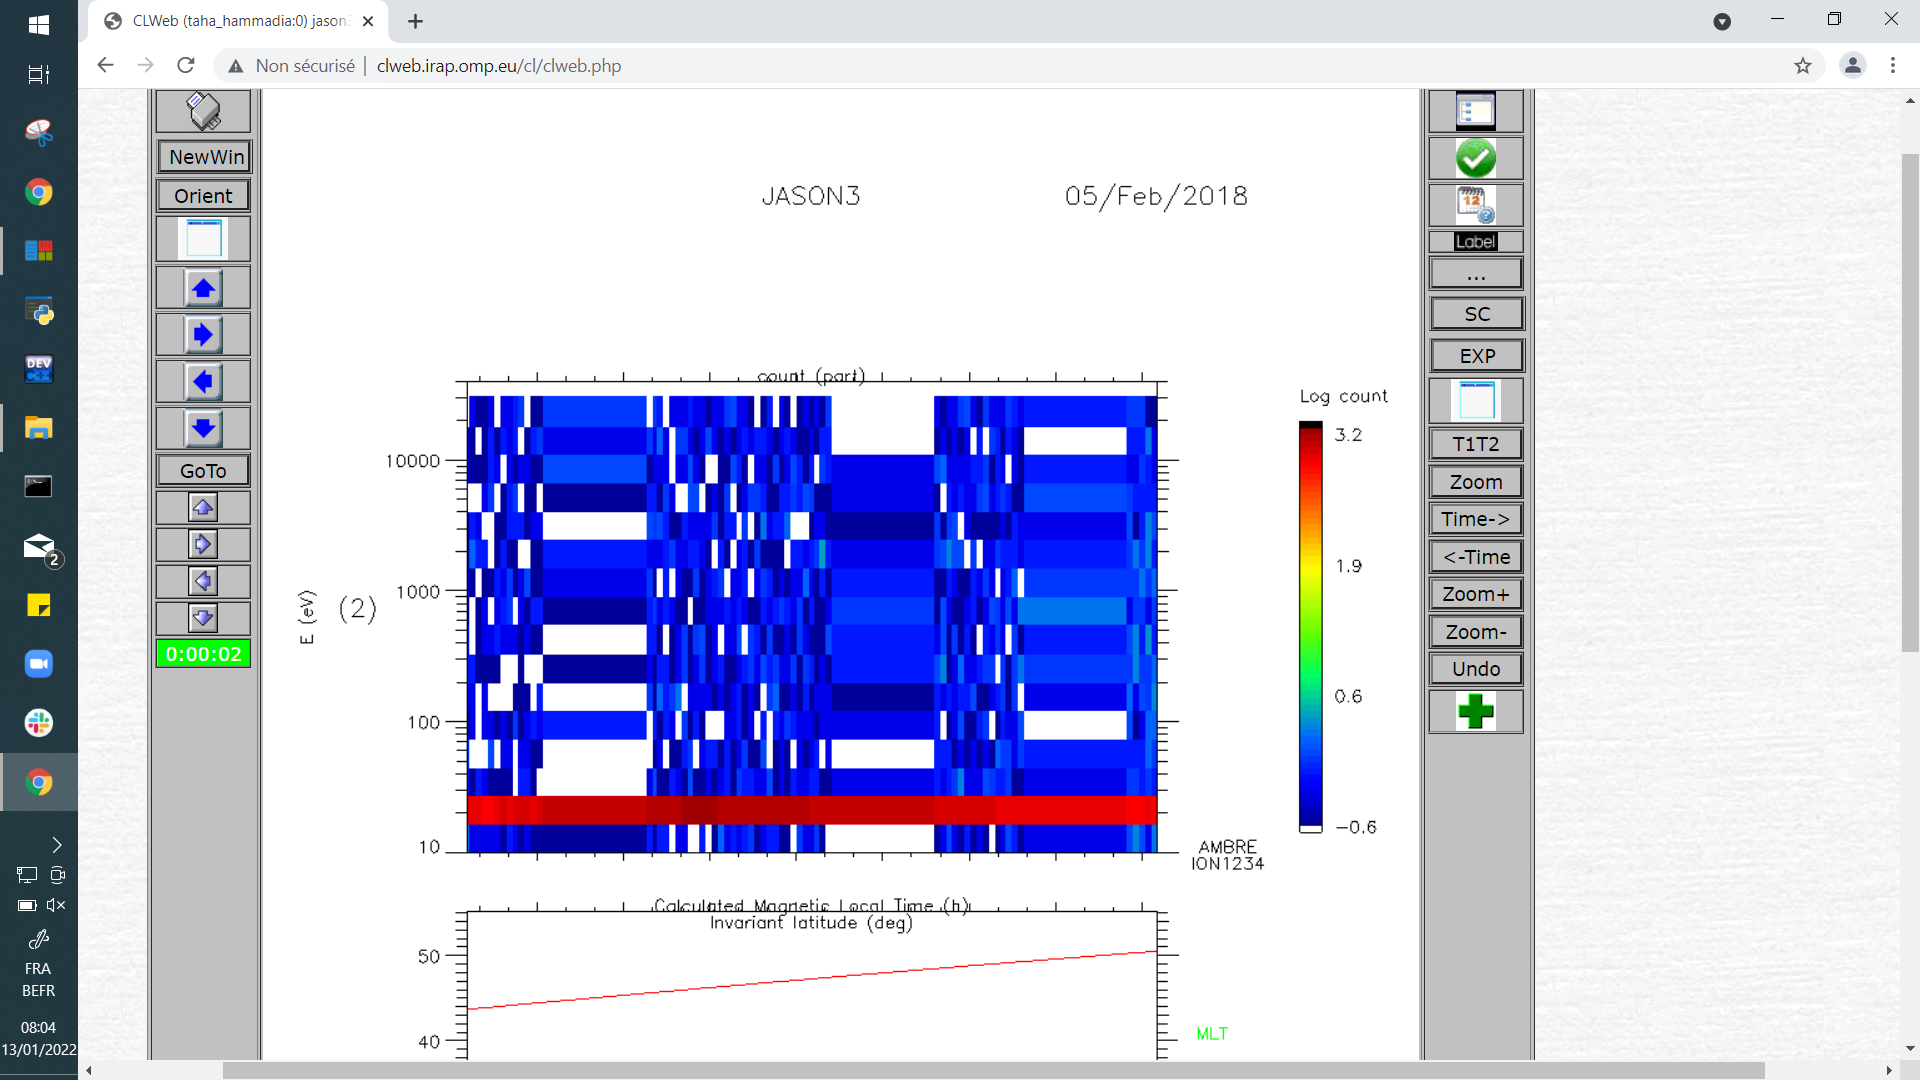 CLWeb (taha_hammadia:0) jason3
Non sécurisé
clweb.irap.omp.eu/cl/clweb.php
NewWin
Orient
GoTo
0:00:02
JASON3
05/Feb/2018
count (part)
10000
1000
100
10
E (eV)
(2)
Log count
3.2
1.9
0.6
−0.6
AMBRE
ION1234
Calculated Magnetic Local Time (h)
Invariant latitude (deg)
50
40
MLT
12
Label
...
SC
EXP
T1T2
Zoom
Time->
<-Time
Zoom+
Zoom-
Undo
DEV
C++
2
FRA
BEFR
08:04
13/01/2022